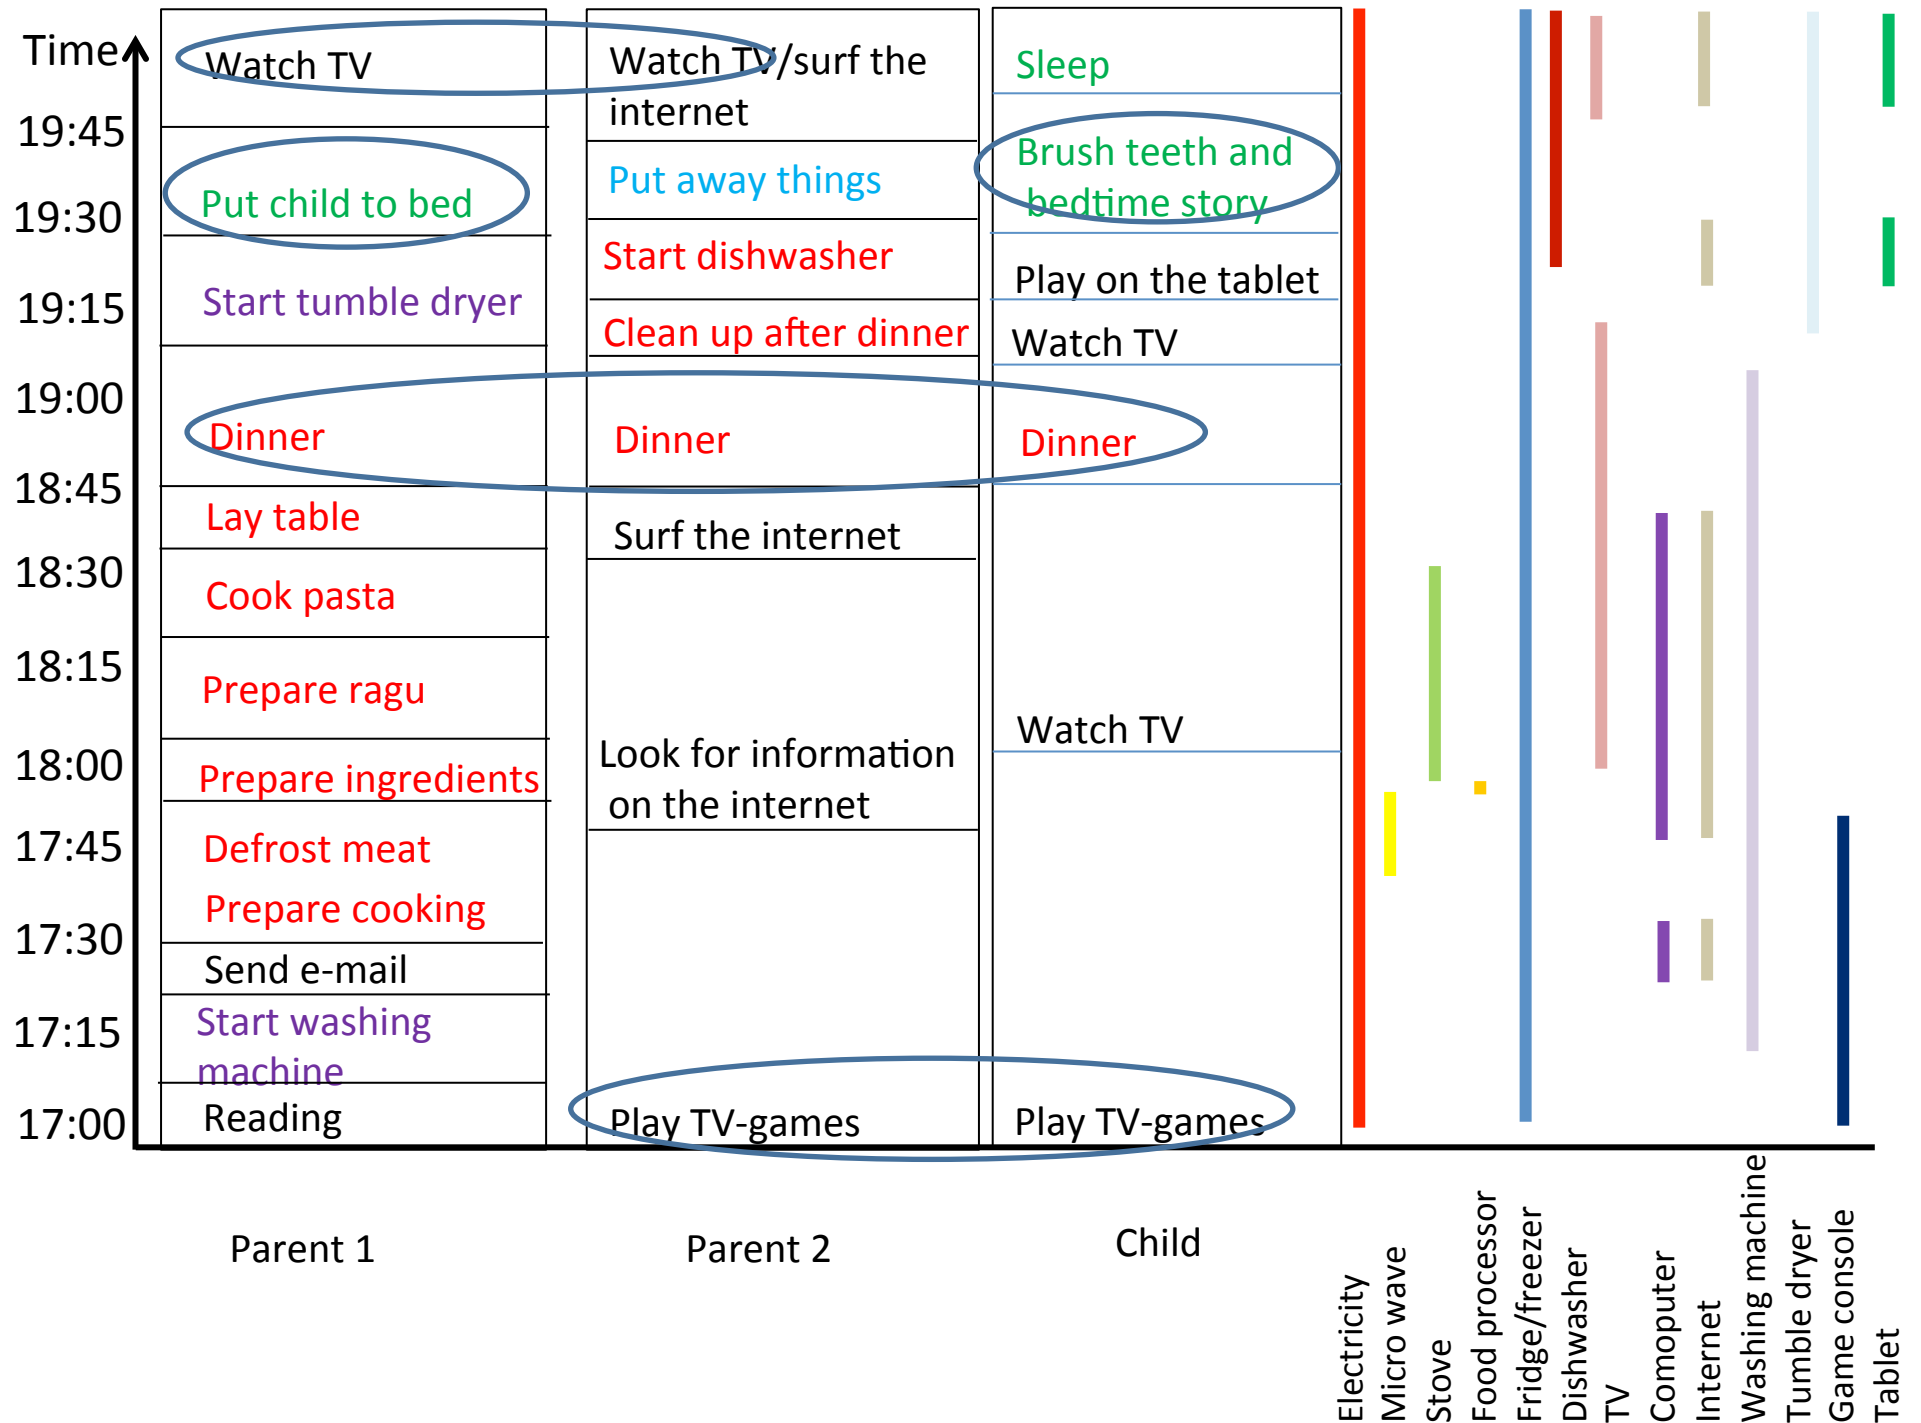 Time
19:45
19:30
19:15
19:00
18:45
18:30
18:15
18:00
17:45
17:30
17:15
17:00
Watch TV
Put child to bed
Start tumble dryer
Dinner
Lay table
Cook pasta
Prepare ragu
Prepare ingredients
Defrost meat
Prepare cooking
Send e-mail
Start washing
machine
Reading
Watch TV/surf the
internet
Put away things
Start dishwasher
Clean up after dinner
Dinner
Surf the internet
Look for information
on the internet
Play TV-games
Sleep
Brush teeth and
bedtime story
Play on the tablet
Watch TV
Dinner
Watch TV
Play TV-games
Parent 1
Parent 2
Child
Electricity
Micro wave
Stove
Food processor
Fridge/freezer
Dishwasher
TV
Comoputer
Internet
Washing machine
Tumble dryer
Game console
Tablet